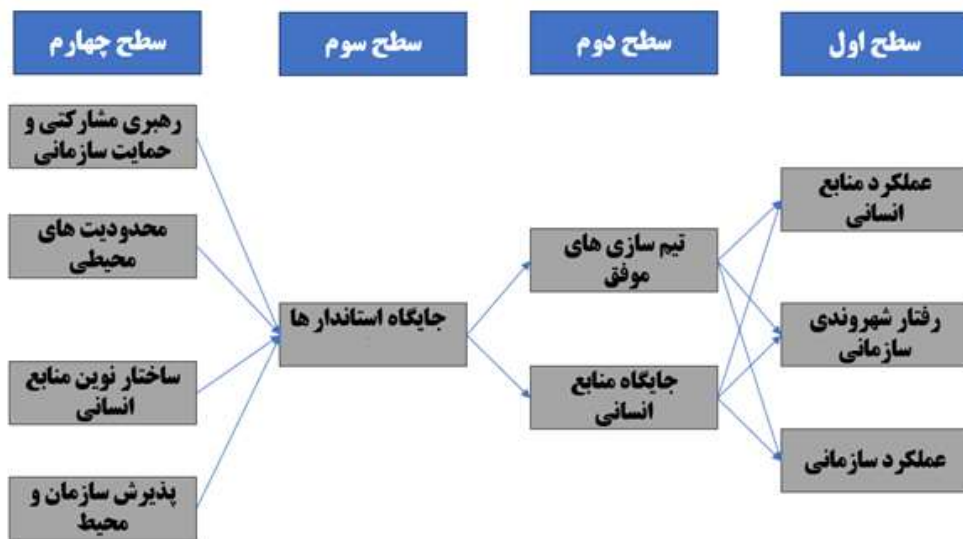 سطح اول
سطح دوم
سطح سوم
سطح چهارم
عملکرد منابع
انسانی
رفتار شهروندی
سازمانی
عملکرد سازمانی
تیم سازی های
موفق
جایگاه منابع
انسانی
جایگاه استاندار ها
رهبری مشارکتی و
حمایت سازمانی
محدودیت های
محیطی
ساختار نوین منابع
انسانی
پذیرش سازمان و
محیط